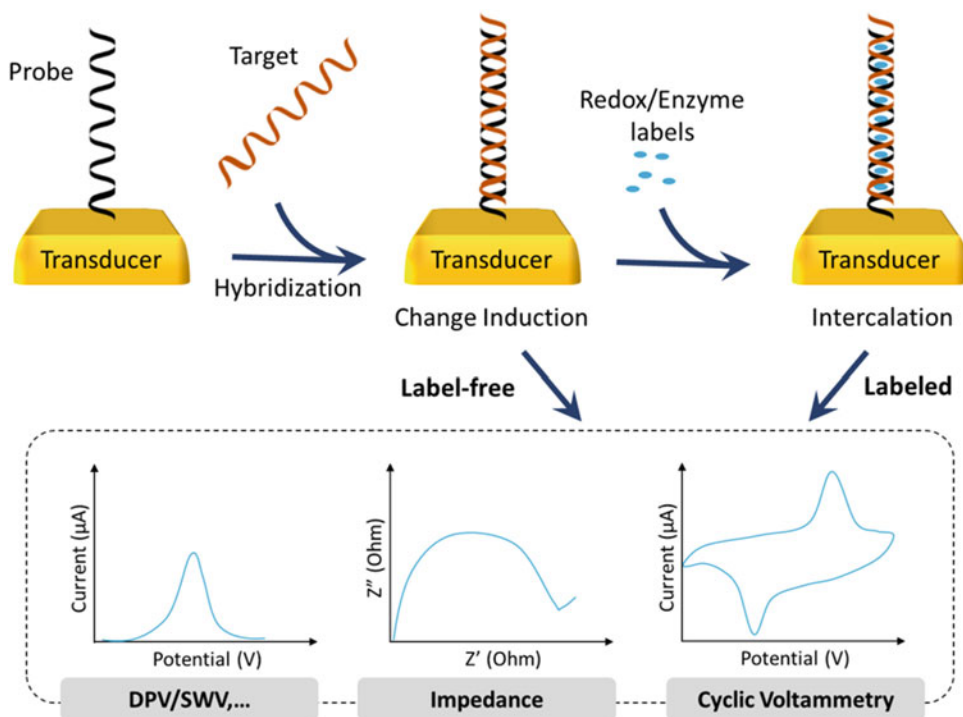 Probe
Target
Redox/Enzyme
labels
Transducer
Hybridization
Transducer
Transducer
Change Induction
Intercalation
Label-free
Labeled
Current (µA)
Potential (V)
DPV/SWV,...
Z'' (Ohm)
Z' (Ohm)
Impedance
Current (µA)
Potential (V)
Cyclic Voltammetry